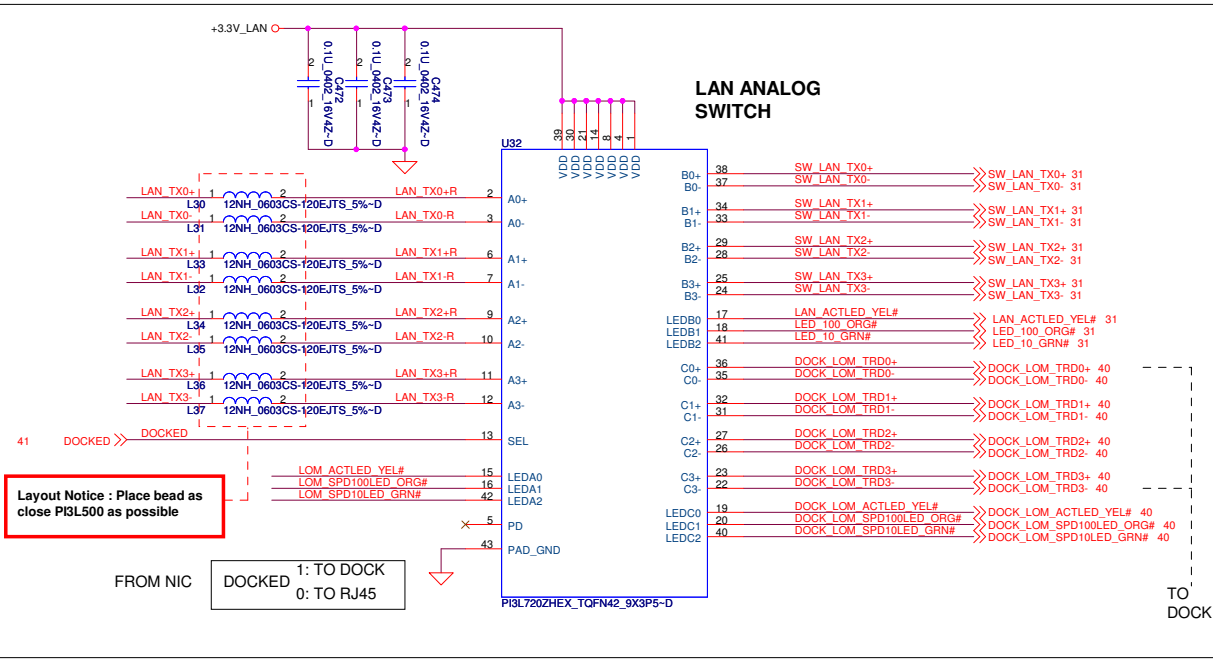 +3.3V_LAN
2 2 2
0.1U_0402_16V4Z~D
C472
0.1U_0402_16V4Z~D
C473
0.1U_0402_16V4Z~D
C474
1 1 1
LAN ANALOG
SWITCH
U32
39 30 21 14 8 4 1
VDD VDD VDD VDD VDD VDD VDD
LAN_TX0+ 1 2 LAN_TX0+R 2 A0+
L30 12NH_0603CS-120EJTS_5%~D
LAN_TX0- 1 2 LAN_TX0-R 3 A0-
L31 12NH_0603CS-120EJTS_5%~D
LAN_TX1+ 1 2 LAN_TX1+R 6 A1+
L33 12NH_0603CS-120EJTS_5%~D
LAN_TX1- 1 2 LAN_TX1-R 7 A1-
L32 12NH_0603CS-120EJTS_5%~D
LAN_TX2+ 1 2 LAN_TX2+R 9 A2+
L34 12NH_0603CS-120EJTS_5%~D
LAN_TX2- 1 2 LAN_TX2-R 10 A2-
L35 12NH_0603CS-120EJTS_5%~D
LAN_TX3+ 1 2 LAN_TX3+R 11 A3+
L36 12NH_0603CS-120EJTS_5%~D
LAN_TX3- 1 2 LAN_TX3-R 12 A3-
L37 12NH_0603CS-120EJTS_5%~D
41 DOCKED DOCKED 13 SEL
LOM_ACTLED_YEL# 15 LEDA0
LOM_SPD100LED_ORG# 16 LEDA1
LOM_SPD10LED_GRN# 42 LEDA2
5 PD
43 PAD_GND
Layout Notice : Place bead as
close PI3L500 as possible
FROM NIC
DOCKED
1: TO DOCK
0: TO RJ45
PI3L720ZHEX_TQFN42_9X3P5~D
B0+ 38 SW_LAN_TX0+ SW_LAN_TX0+ 31
B0- 37 SW_LAN_TX0- SW_LAN_TX0- 31
B1+ 34 SW_LAN_TX1+ SW_LAN_TX1+ 31
B1- 33 SW_LAN_TX1- SW_LAN_TX1- 31
B2+ 29 SW_LAN_TX2+ SW_LAN_TX2+ 31
B2- 28 SW_LAN_TX2- SW_LAN_TX2- 31
B3+ 25 SW_LAN_TX3+ SW_LAN_TX3+ 31
B3- 24 SW_LAN_TX3- SW_LAN_TX3- 31
LEDB0 17 LAN_ACTLED_YEL# LAN_ACTLED_YEL# 31
LEDB1 18 LED_100_ORG# LED_100_ORG# 31
LEDB2 41 LED_10_GRN# LED_10_GRN# 31
C0+ 36 DOCK_LOM_TRD0+ DOCK_LOM_TRD0+ 40
C0- 35 DOCK_LOM_TRD0- DOCK_LOM_TRD0- 40
C1+ 32 DOCK_LOM_TRD1+ DOCK_LOM_TRD1+ 40
C1- 31 DOCK_LOM_TRD1- DOCK_LOM_TRD1- 40
C2+ 27 DOCK_LOM_TRD2+ DOCK_LOM_TRD2+ 40
C2- 26 DOCK_LOM_TRD2- DOCK_LOM_TRD2- 40
C3+ 23 DOCK_LOM_TRD3+ DOCK_LOM_TRD3+ 40
C3- 22 DOCK_LOM_TRD3- DOCK_LOM_TRD3- 40
LEDC0 19 DOCK_LOM_ACTLED_YEL# DOCK_LOM_ACTLED_YEL# 40
LEDC1 20 DOCK_LOM_SPD100LED_ORG# DOCK_LOM_SPD100LED_ORG# 40
LEDC2 40 DOCK_LOM_SPD10LED_GRN# DOCK_LOM_SPD10LED_GRN# 40
TO
DOCK